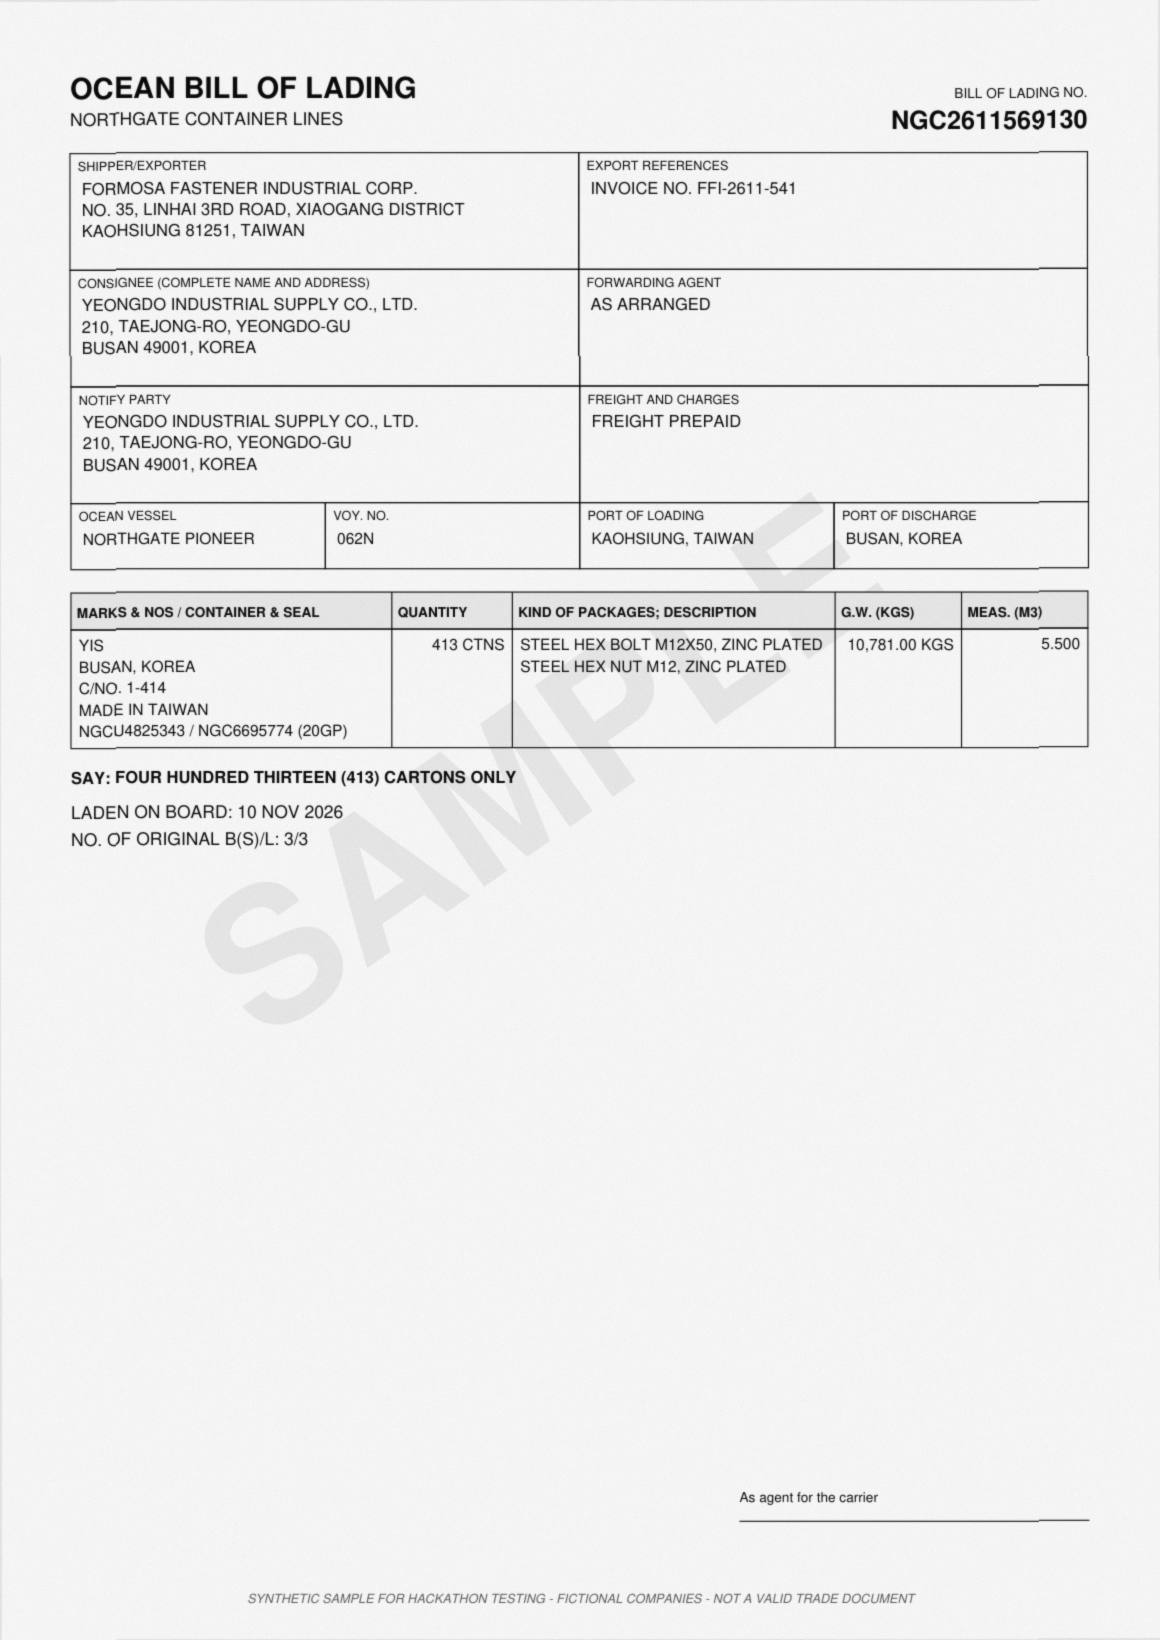 OCEAN BILL OF LADING
NORTHGATE CONTAINER LINES
BILL OF LADING NO.
NGC2611569130
SHIPPER/EXPORTER
FORMOSA FASTENER INDUSTRIAL CORP.
NO. 35, LINHAI 3RD ROAD, XIAOGANG DISTRICT
KAOHSIUNG 81251, TAIWAN
EXPORT REFERENCES
INVOICE NO. FFI-2611-541
CONSIGNEE (COMPLETE NAME AND ADDRESS)
YEONGDO INDUSTRIAL SUPPLY CO., LTD.
210, TAEJONG-RO, YEONGDO-GU
BUSAN 49001, KOREA
FORWARDING AGENT
AS ARRANGED
NOTIFY PARTY
YEONGDO INDUSTRIAL SUPPLY CO., LTD.
210, TAEJONG-RO, YEONGDO-GU
BUSAN 49001, KOREA
FREIGHT AND CHARGES
FREIGHT PREPAID
OCEAN VESSEL
NORTHGATE PIONEER
VOY. NO.
062N
PORT OF LOADING
KAOHSIUNG, TAIWAN
PORT OF DISCHARGE
BUSAN, KOREA
MARKS & NOS / CONTAINER & SEAL QUANTITY KIND OF PACKAGES; DESCRIPTION G.W. (KGS) MEAS. (M3)
YIS 413 CTNS STEEL HEX BOLT M12X50, ZINC PLATED 10,781.00 KGS 5.500
BUSAN, KOREA STEEL HEX NUT M12, ZINC PLATED
C/NO. 1-414
MADE IN TAIWAN
NGCU4825343 / NGC6695774 (20GP)
SAY: FOUR HUNDRED THIRTEEN (413) CARTONS ONLY
LADEN ON BOARD: 10 NOV 2026
NO. OF ORIGINAL B(S)/L: 3/3
SAMPLE
As agent for the carrier
SYNTHETIC SAMPLE FOR HACKATHON TESTING - FICTIONAL COMPANIES - NOT A VALID TRADE DOCUMENT